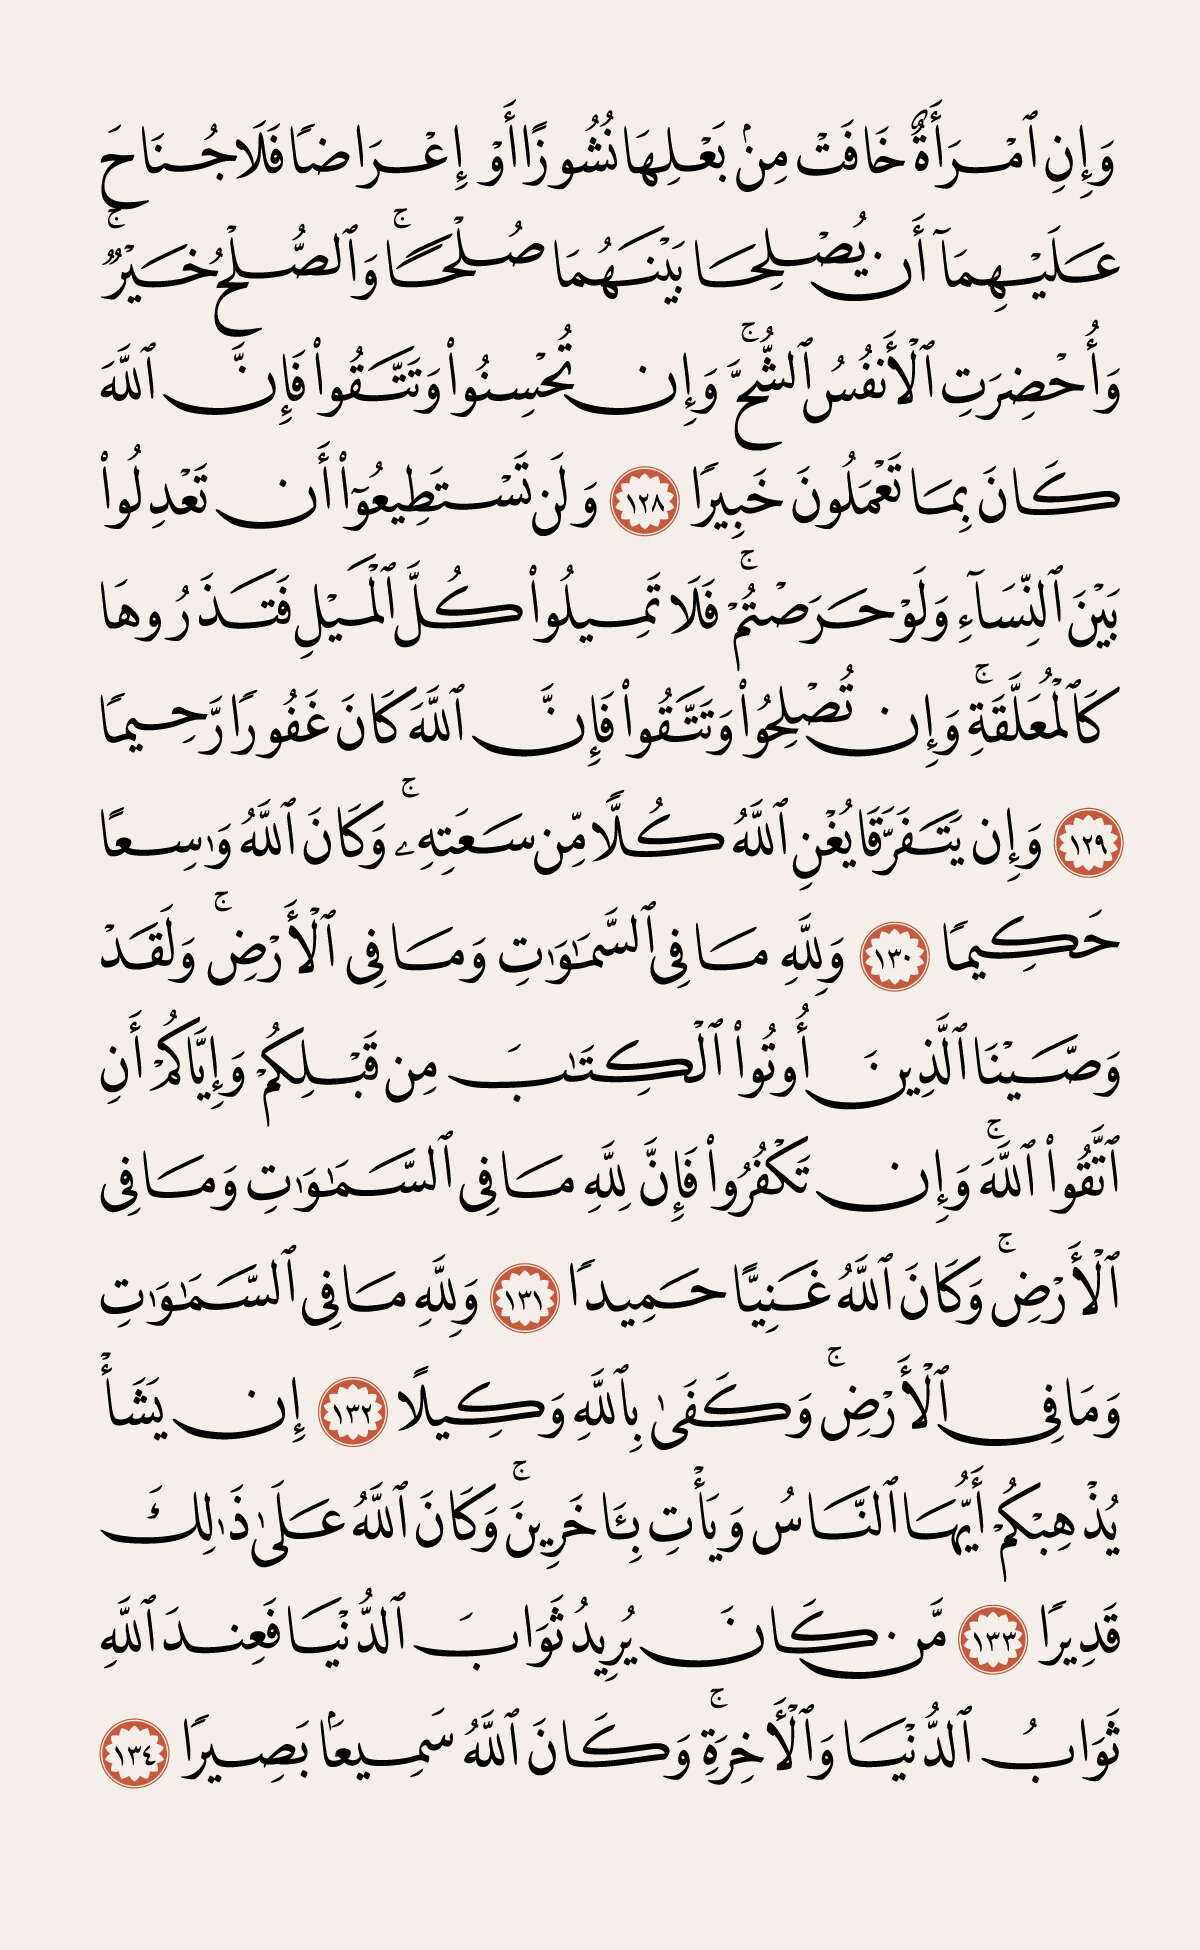 وَإِنِ ٱمْرَأَةٌ خَافَتْ مِنۢ بَعْلِهَا نُشُوزًا أَوْ إِعْرَاضًا فَلَا جُنَاحَ
عَلَيْهِمَآ أَن يُصْلِحَا بَيْنَهُمَا صُلْحًا ۚ وَٱلصُّلْحُ خَيْرٌ ۗ
وَأُحْضِرَتِ ٱلْأَنفُسُ ٱلشُّحَّ ۚ وَإِن تُحْسِنُوا۟ وَتَتَّقُوا۟ فَإِنَّ ٱللَّهَ
كَانَ بِمَا تَعْمَلُونَ خَبِيرًا ١٢٨ وَلَن تَسْتَطِيعُوٓا۟ أَن تَعْدِلُوا۟
بَيْنَ ٱلنِّسَآءِ وَلَوْ حَرَصْتُمْ ۚ فَلَا تَمِيلُوا۟ كُلَّ ٱلْمَيْلِ فَتَذَرُوهَا
كَٱلْمُعَلَّقَةِ ۚ وَإِن تُصْلِحُوا۟ وَتَتَّقُوا۟ فَإِنَّ ٱللَّهَ كَانَ غَفُورًا رَّحِيمًا
١٢٩ وَإِن يَتَفَرَّقَا يُغْنِ ٱللَّهُ كُلًّا مِّن سَعَتِهِۦ ۚ وَكَانَ ٱللَّهُ وَٰسِعًا
حَكِيمًا ١٣٠ وَلِلَّهِ مَا فِى ٱلسَّمَـٰوَٰتِ وَمَا فِى ٱلْأَرْضِ ۚ وَلَقَدْ
وَصَّيْنَا ٱلَّذِينَ أُوتُوا۟ ٱلْكِتَـٰبَ مِن قَبْلِكُمْ وَإِيَّاكُمْ أَنِ
ٱتَّقُوا۟ ٱللَّهَ ۚ وَإِن تَكْفُرُوا۟ فَإِنَّ لِلَّهِ مَا فِى ٱلسَّمَـٰوَٰتِ وَمَا فِى
ٱلْأَرْضِ ۚ وَكَانَ ٱللَّهُ غَنِيًّا حَمِيدًا ١٣١ وَلِلَّهِ مَا فِى ٱلسَّمَـٰوَٰتِ
وَمَا فِى ٱلْأَرْضِ ۚ وَكَفَىٰ بِٱللَّهِ وَكِيلًا ١٣٢ إِن يَشَأْ
يُذْهِبْكُمْ أَيُّهَا ٱلنَّاسُ وَيَأْتِ بِـَٔاخَرِينَ ۚ وَكَانَ ٱللَّهُ عَلَىٰ ذَٰلِكَ
قَدِيرًا ١٣٣ مَّن كَانَ يُرِيدُ ثَوَابَ ٱلدُّنْيَا فَعِندَ ٱللَّهِ
ثَوَابُ ٱلدُّنْيَا وَٱلْـَٔاخِرَةِ ۚ وَكَانَ ٱللَّهُ سَمِيعًۢا بَصِيرًا ١٣٤